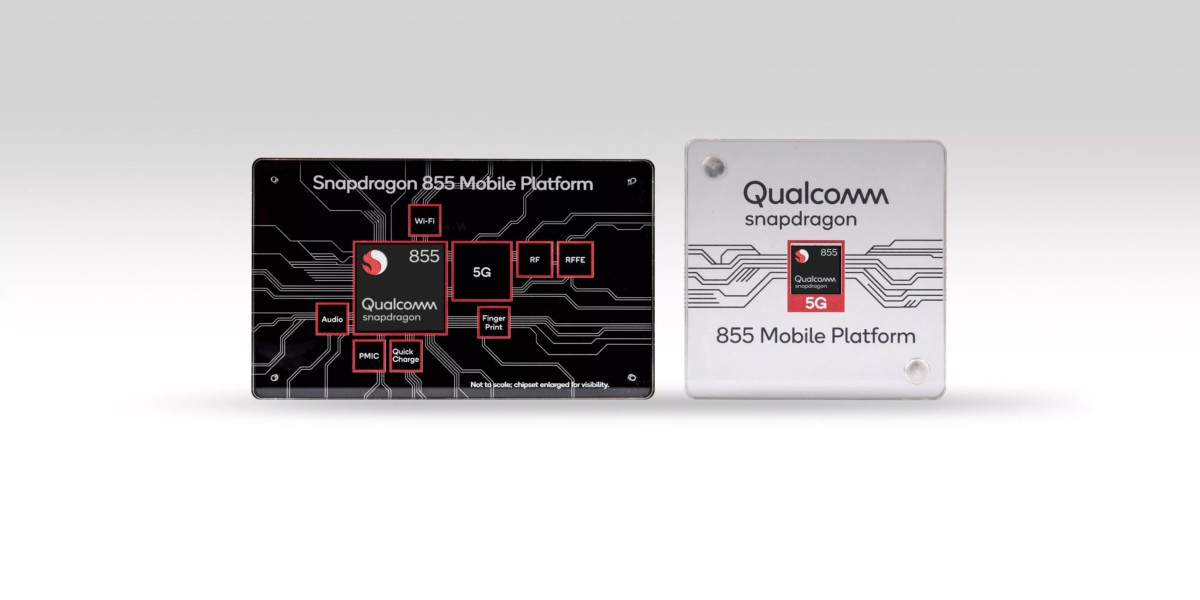 Snapdragon 855 Mobile Platform
Wi-Fi
855
5G
RF
RFFE
Qualcomm
snapdragon
Audio
Finger
Print
PMIC
Quick
Charge
Not to scale; chipset enlarged for visibility.
Qualcomm
snapdragon
855
Qualcomm
snapdragon
5G
855 Mobile Platform